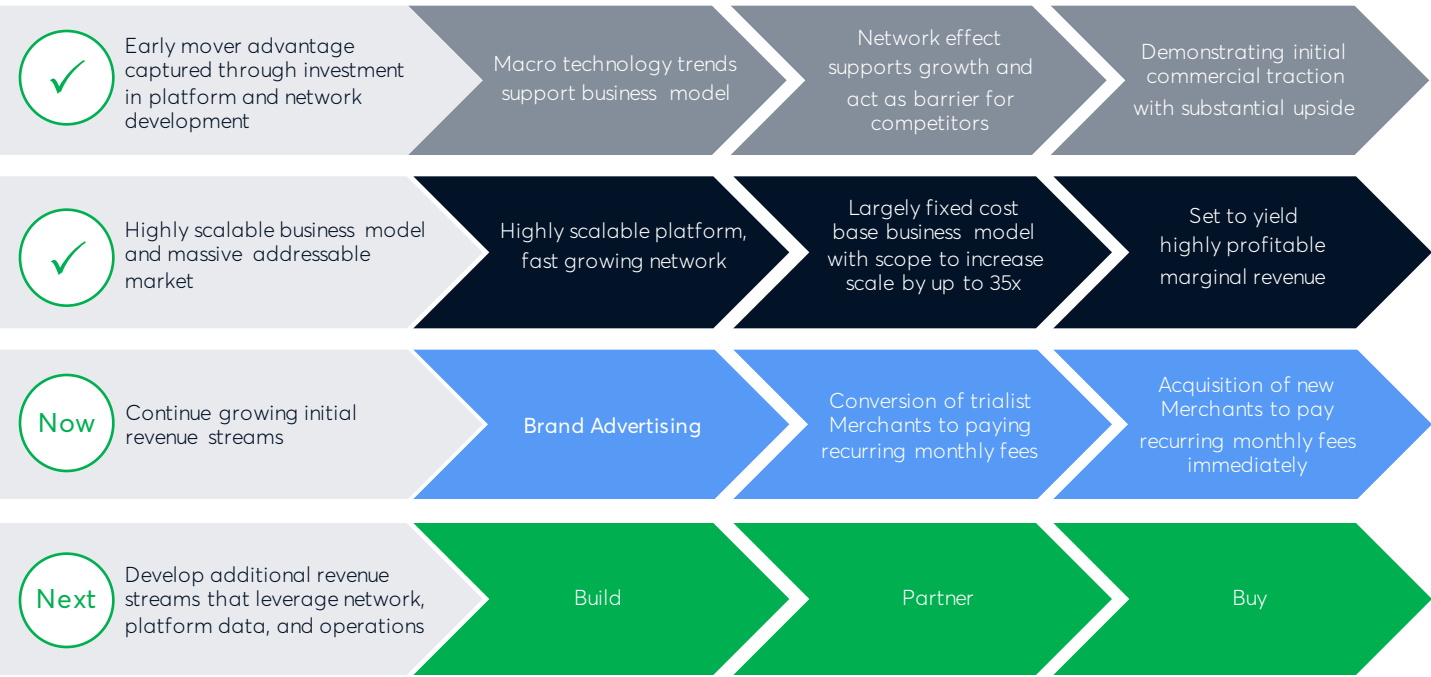 Early mover advantage
captured through investment
in platform and network
development
Macro technology trends
support business model
Network effect
supports growth and
act as barrier for
competitors
Demonstrating initial
commercial traction
with substantial upside
Highly scalable business model
and massive addressable
market
Highly scalable platform,
fast growing network
Largely fixed cost
base business model
with scope to increase
scale by up to 35x
Set to yield
highly profitable
marginal revenue
Now
Continue growing initial
revenue streams
Brand Advertising
Conversion of trialist
Merchants to paying
recurring monthly fees
Acquisition of new
Merchants to pay
recurring monthly fees
immediately
Next
Develop additional revenue
streams that leverage network,
platform data, and operations
Build
Partner
Buy